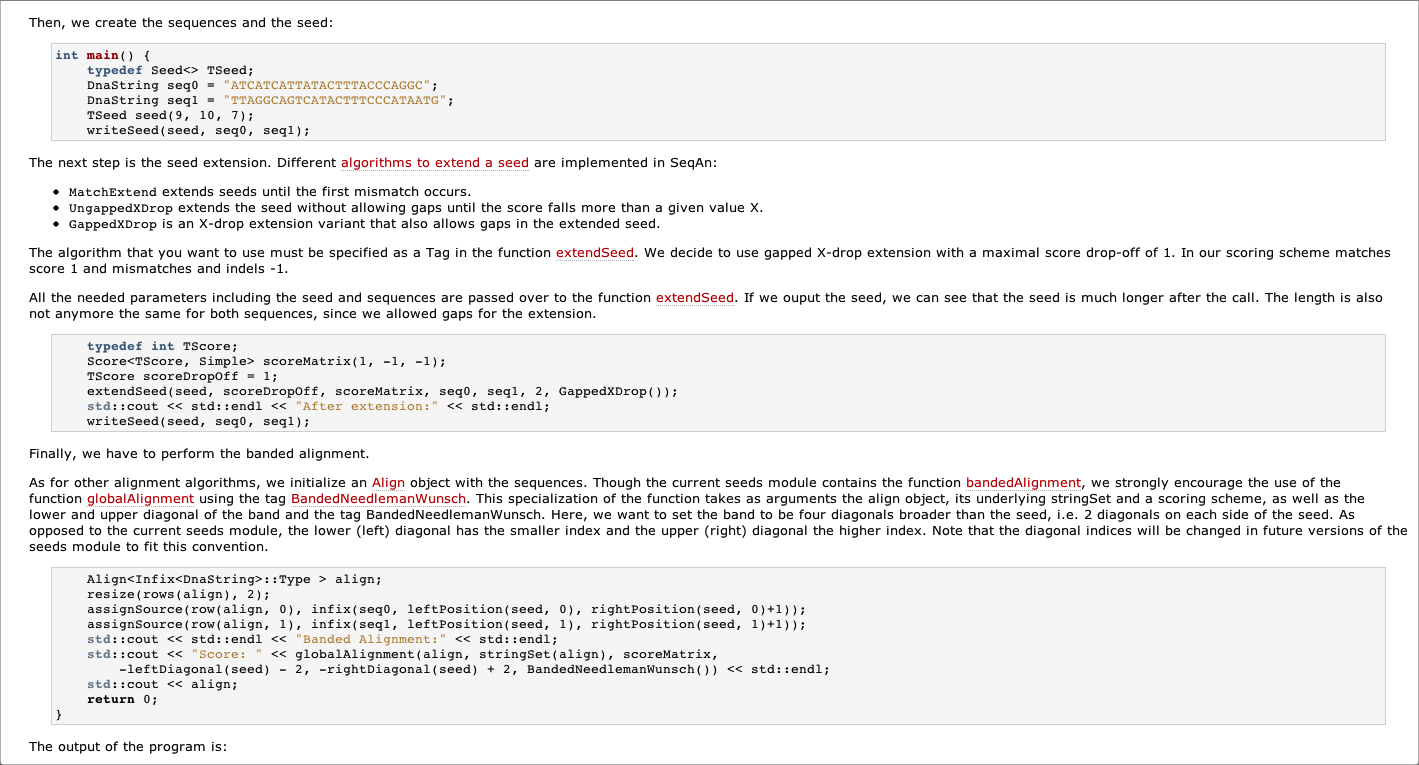 Then, we create the sequences and the seed:
int main() {
    typedef Seed<> TSeed;
    DnaString seq0 = "ATCATCATTATACTTTACCCAGGC";
    DnaString seq1 = "TTAGGCAGTCATACTTTCCCATAATG";
    TSeed seed(9, 10, 7);
    writeSeed(seed, seq0, seq1);
The next step is the seed extension. Different algorithms to extend a seed are implemented in SeqAn:
• MatchExtend extends seeds until the first mismatch occurs.
• UngappedXDrop extends the seed without allowing gaps until the score falls more than a given value X.
• GappedXDrop is an X-drop extension variant that also allows gaps in the extended seed.
The algorithm that you want to use must be specified as a Tag in the function extendSeed. We decide to use gapped X-drop extension with a maximal score drop-off of 1. In our scoring scheme matches
score 1 and mismatches and indels -1.
All the needed parameters including the seed and sequences are passed over to the function extendSeed. If we ouput the seed, we can see that the seed is much longer after the call. The length is also
not anymore the same for both sequences, since we allowed gaps for the extension.
    typedef int TScore;
    Score<TScore, Simple> scoreMatrix(1, -1, -1);
    TScore scoreDropOff = 1;
    extendSeed(seed, scoreDropOff, scoreMatrix, seq0, seq1, 2, GappedXDrop());
    std::cout << std::endl << "After extension:" << std::endl;
    writeSeed(seed, seq0, seq1);
Finally, we have to perform the banded alignment.
As for other alignment algorithms, we initialize an Align object with the sequences. Though the current seeds module contains the function bandedAlignment, we strongly encourage the use of the
function globalAlignment using the tag BandedNeedlemanWunsch. This specialization of the function takes as arguments the align object, its underlying stringSet and a scoring scheme, as well as the
lower and upper diagonal of the band and the tag BandedNeedlemanWunsch. Here, we want to set the band to be four diagonals broader than the seed, i.e. 2 diagonals on each side of the seed. As
opposed to the current seeds module, the lower (left) diagonal has the smaller index and the upper (right) diagonal the higher index. Note that the diagonal indices will be changed in future versions of the
seeds module to fit this convention.
    Align<Infix<DnaString>::Type > align;
    resize(rows(align), 2);
    assignSource(row(align, 0), infix(seq0, leftPosition(seed, 0), rightPosition(seed, 0)+1));
    assignSource(row(align, 1), infix(seq1, leftPosition(seed, 1), rightPosition(seed, 1)+1));
    std::cout << std::endl << "Banded Alignment:" << std::endl;
    std::cout << "Score: " << globalAlignment(align, stringSet(align), scoreMatrix,
        -leftDiagonal(seed) - 2, -rightDiagonal(seed) + 2, BandedNeedlemanWunsch()) << std::endl;
    std::cout << align;
    return 0;
}
The output of the program is: